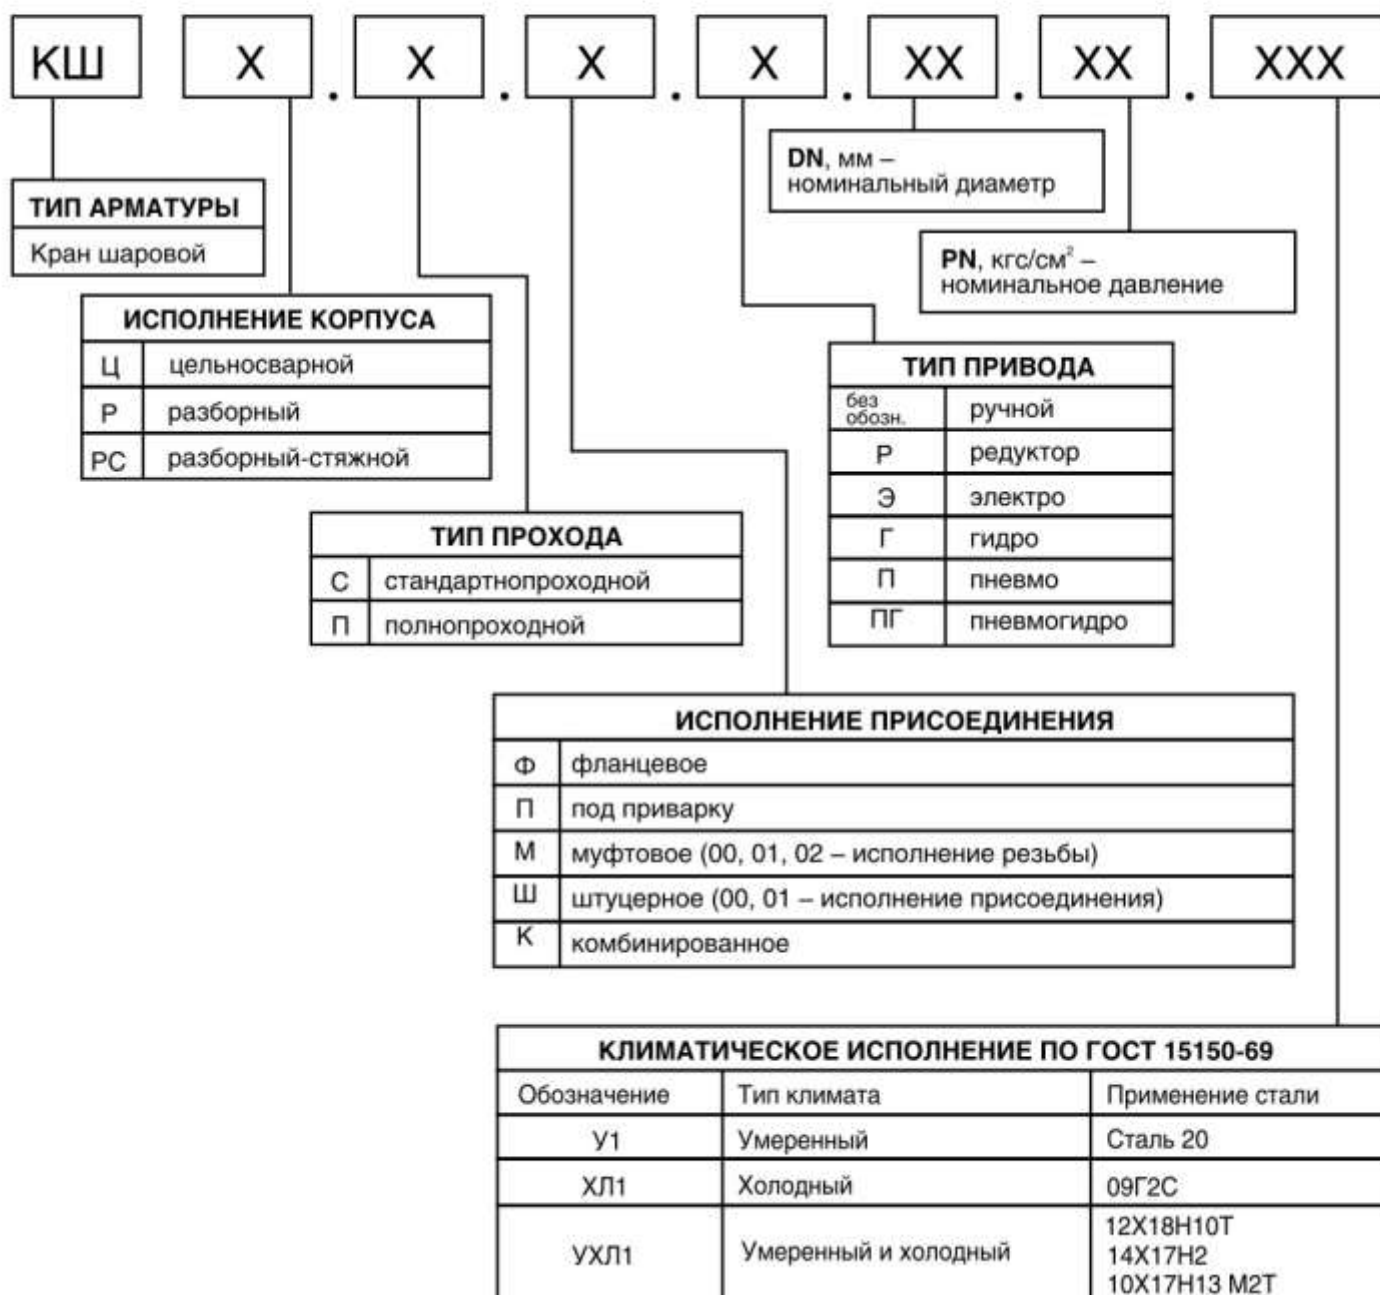 КШ Х . Х . Х . Х . ХХ . ХХ . ХХХ
DN, мм –
номинальный диаметр
ТИП АРМАТУРЫ
Кран шаровой
PN, кгс/см² –
номинальное давление
ИСПОЛНЕНИЕ КОРПУСА
Ц цельносварной
Р разборный
РС разборный-стяжной
ТИП ПРИВОДА
без
обозн. ручной
Р редуктор
Э электро
Г гидро
П пневмо
ПГ пневмогидро
ТИП ПРОХОДА
С стандартнопроходной
П полнопроходной
ИСПОЛНЕНИЕ ПРИСОЕДИНЕНИЯ
Ф фланцевое
П под приварку
М муфтовое (00, 01, 02 – исполнение резьбы)
Ш штуцерное (00, 01 – исполнение присоединения)
К комбинированное
КЛИМАТИЧЕСКОЕ ИСПОЛНЕНИЕ ПО ГОСТ 15150-69
Обозначение Тип климата Применение стали
У1 Умеренный Сталь 20
ХЛ1 Холодный 09Г2С
УХЛ1 Умеренный и холодный 12Х18Н10Т
14Х17Н2
10Х17Н13 М2Т